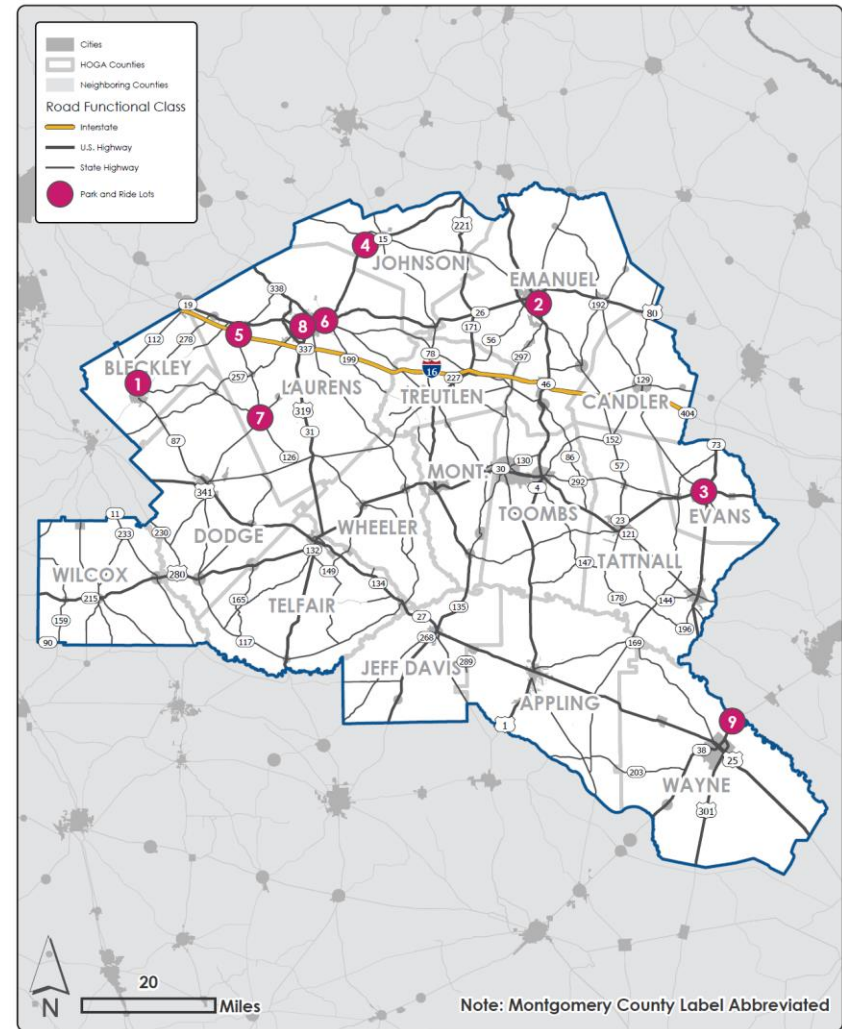 Cities
HOGA Counties
Neighboring Counties
Road Functional Class
Interstate
U.S. Highway
State Highway
Park and Ride Lots
221
4
15
JOHNSON
EMANUEL
338
2
192
19
26
80
8
6
171
5
112
278
56
337
297
199
78
16
BLECKLEY
257
227
129
1
LAURENS
TREUTLEN
46
CANDLER
319
404
7
31
152
73
87
126
86
57
130
MONT.
30
292
3
341
4
EVANS
TOOMBS
11
23
233
230
DODGE
WHEELER
121
132
TATTNALL
WILCOX
280
149
147
134
215
165
TELFAIR
178
144
159
135
27
196
90
117
268
169
289
JEFF DAVIS
APPLING
1
9
38
25
203
WAYNE
301
20
N
Miles
Note: Montgomery County Label Abbreviated